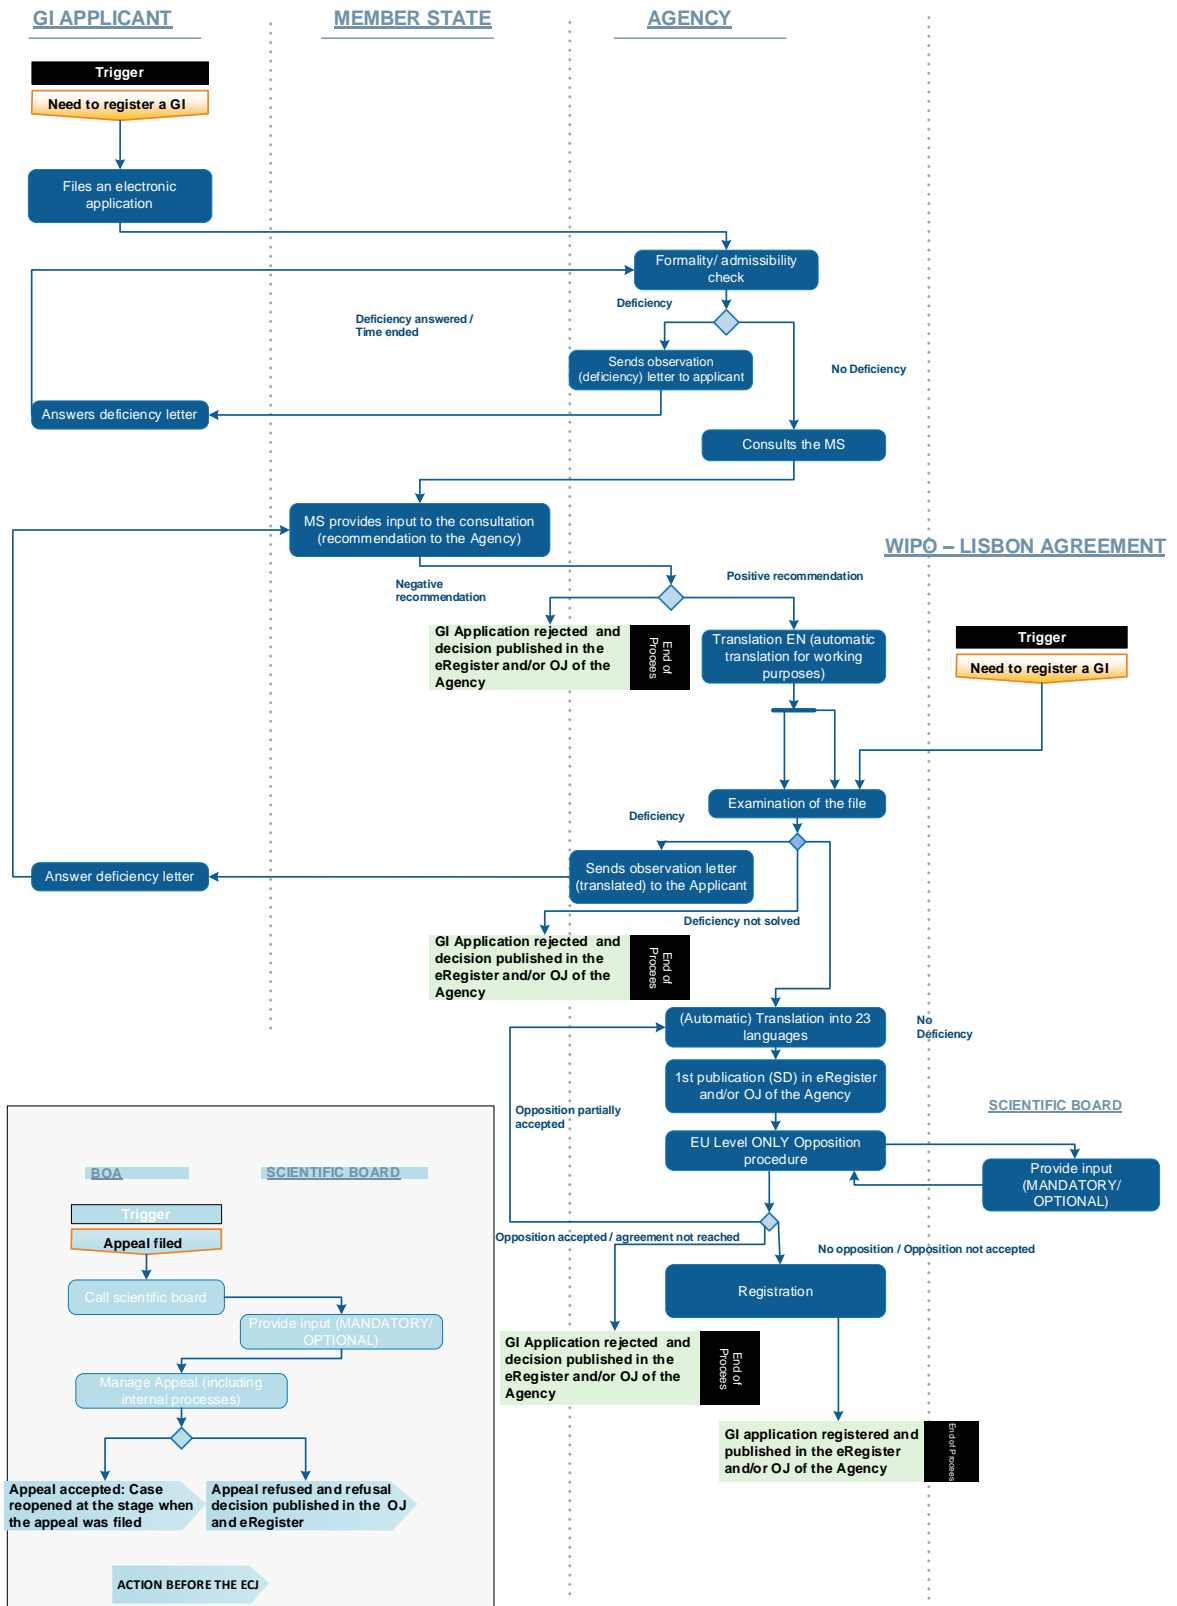 GI APPLICANT
MEMBER STATE
AGENCY
Trigger
Need to register a GI
Files an electronic
application
Formality/ admissibility
check
Deficiency
Deficiency answered /
Time ended
Sends observation
(deficiency) letter to applicant
No Deficiency
Answers deficiency letter
Consults the MS
MS provides input to the consultation
(recommendation to the Agency)
WIPO – LISBON AGREEMENT
Negative
recommendation
Positive recommendation
GI Application rejected and
decision published in the
eRegister and/or OJ of the
Agency
End of
Procees
Translation EN (automatic
translation for working
purposes)
Trigger
Need to register a GI
Examination of the file
Deficiency
Answer deficiency letter
Sends observation letter
(translated) to the Applicant
Deficiency not solved
GI Application rejected and
decision published in the
eRegister and/or OJ of the
Agency
End of
Procees
(Automatic) Translation into 23
languages
No
Deficiency
1st publication (SD) in eRegister
and/or OJ of the Agency
Opposition partially
accepted
SCIENTIFIC BOARD
EU Level ONLY Opposition
procedure
Provide input
(MANDATORY/
OPTIONAL)
Opposition accepted / agreement not reached
No opposition / Opposition not accepted
Registration
GI Application rejected and
decision published in the
eRegister and/or OJ of the
Agency
End of
Procees
GI application registered and
published in the eRegister
and/or OJ of the Agency
End of Procees
BOA
SCIENTIFIC BOARD
Trigger
Appeal filed
Call scientific board
Provide input (MANDATORY/
OPTIONAL)
Manage Appeal (including
internal processes)
Appeal accepted: Case
reopened at the stage when
the appeal was filed
Appeal refused and refusal
decision published in the OJ
and eRegister
ACTION BEFORE THE ECJ